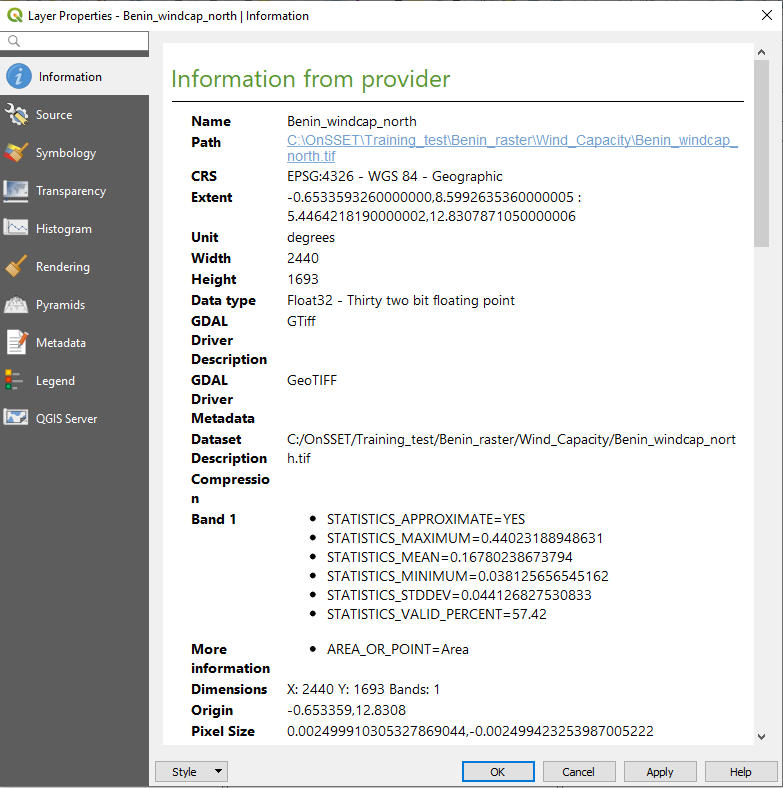 Layer Properties - Benin_windcap_north | Information
Information
Source
Symbology
Transparency
Histogram
Rendering
Pyramids
Metadata
Legend
QGIS Server
Information from provider
Name Benin_windcap_north
Path C:\OnSSET\Training_test\Benin_raster\Wind_Capacity\Benin_windcap_
north.tif
CRS EPSG:4326 - WGS 84 - Geographic
Extent -0.6533593260000000,8.5992635360000005 :
5.4464218190000002,12.8307871050000006
Unit degrees
Width 2440
Height 1693
Data type Float32 - Thirty two bit floating point
GDAL GTiff
Driver
Description
GDAL GeoTIFF
Driver
Metadata
Dataset C:/OnSSET/Training_test/Benin_raster/Wind_Capacity/Benin_windcap_nort
Description h.tif
Compressio
n
Band 1 • STATISTICS_APPROXIMATE=YES
• STATISTICS_MAXIMUM=0.44023188948631
• STATISTICS_MEAN=0.16780238673794
• STATISTICS_MINIMUM=0.038125656545162
• STATISTICS_STDDEV=0.044126827530833
• STATISTICS_VALID_PERCENT=57.42
More • AREA_OR_POINT=Area
information
Dimensions X: 2440 Y: 1693 Bands: 1
Origin -0.653359,12.8308
Pixel Size 0.002499910305327869044,-0.002499423253987005222
Style OK Cancel Apply Help